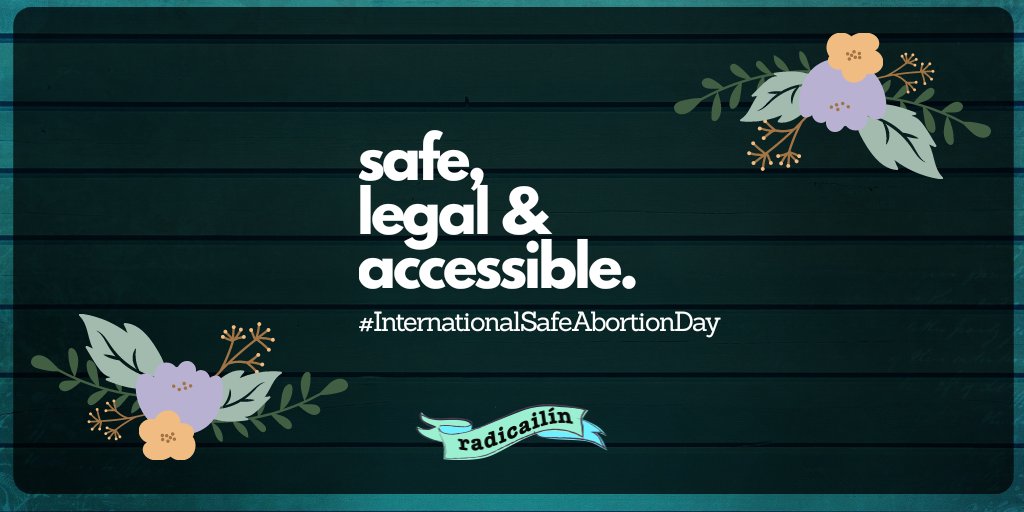 safe,
legal &
accessible.
#InternationalSafeAbortionDay
radicailín